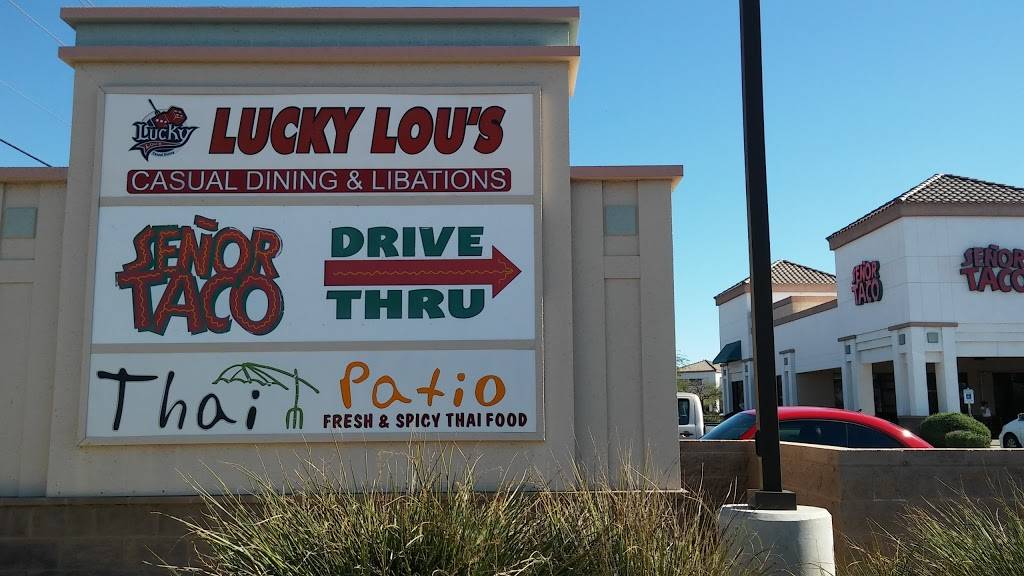 Lucky
LUCKY LOU'S
CASUAL DINING & LIBATIONS
SEÑOR
TACO
DRIVE
THRU
Thai Patio
FRESH & SPICY THAI FOOD
SEÑOR
TACO
SEÑOR
TACO